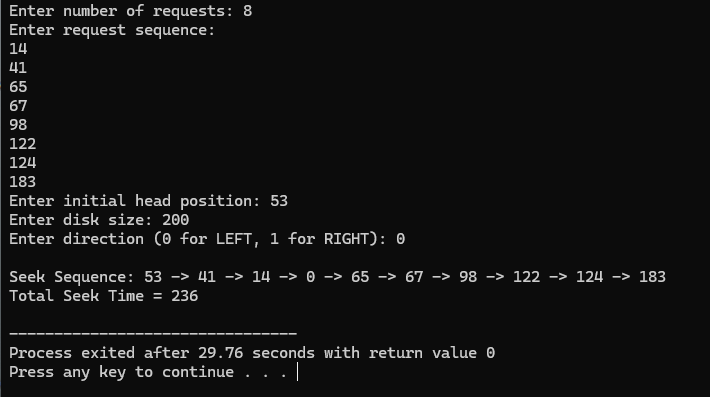 Enter number of requests: 8
Enter request sequence:
14
41
65
67
98
122
124
183
Enter initial head position: 53
Enter disk size: 200
Enter direction (0 for LEFT, 1 for RIGHT): 0
Seek Sequence: 53 -> 41 -> 14 -> 0 -> 65 -> 67 -> 98 -> 122 -> 124 -> 183
Total Seek Time = 236
--------------------------------
Process exited after 29.76 seconds with return value 0
Press any key to continue . . .